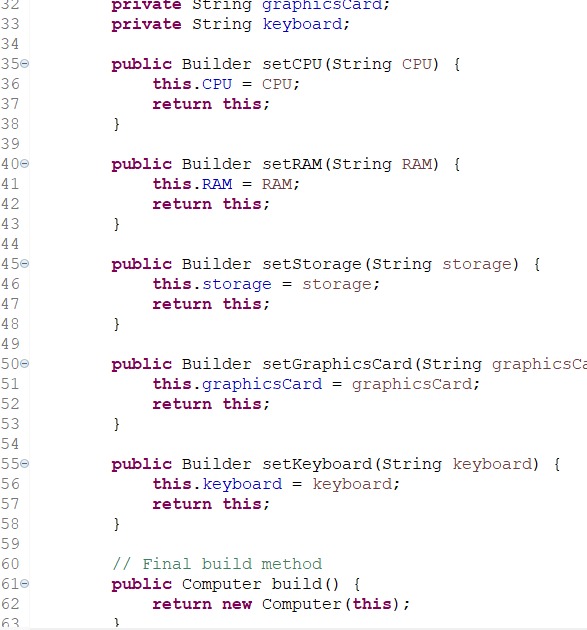 32 private String graphicsCard;
33 private String keyboard;
34
35 public Builder setCPU(String CPU) {
36 this.CPU = CPU;
37 return this;
38 }
39
40 public Builder setRAM(String RAM) {
41 this.RAM = RAM;
42 return this;
43 }
44
45 public Builder setStorage(String storage) {
46 this.storage = storage;
47 return this;
48 }
49
50 public Builder setGraphicsCard(String graphicsCa
51 this.graphicsCard = graphicsCard;
52 return this;
53 }
54
55 public Builder setKeyboard(String keyboard) {
56 this.keyboard = keyboard;
57 return this;
58 }
59
60 // Final build method
61 public Computer build() {
62 return new Computer(this);
63 }